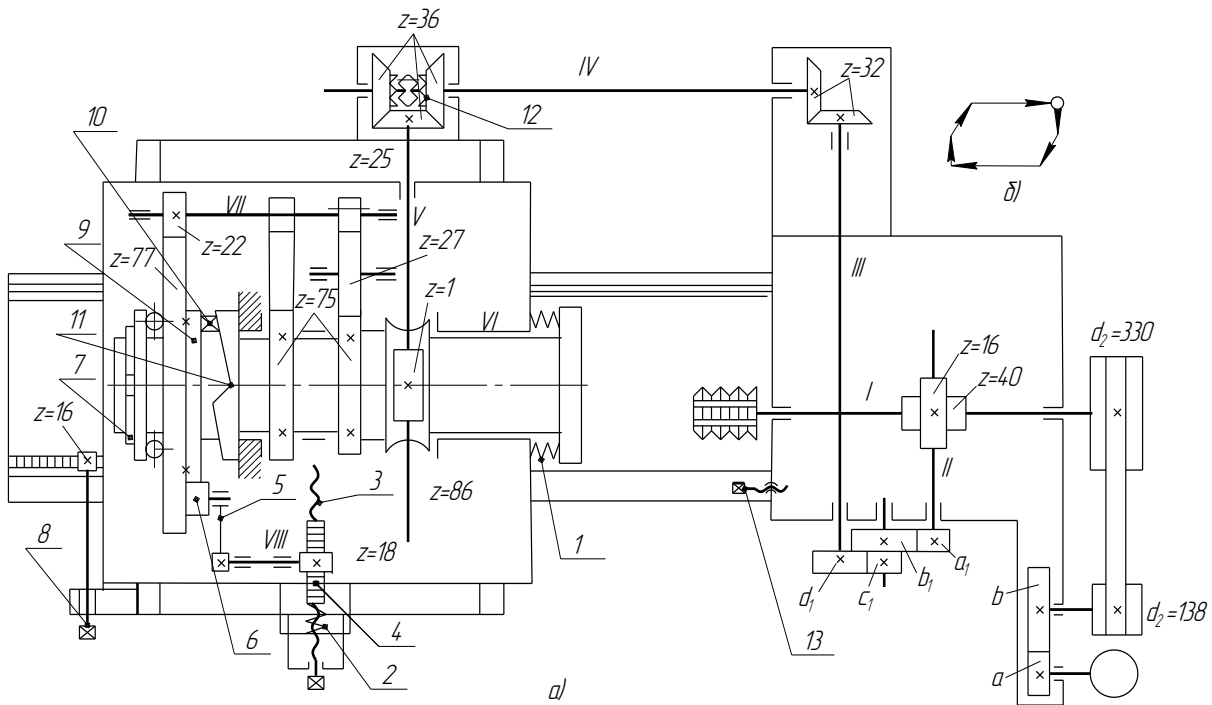 z=36
IV
z=32
10
12
z=25
б)
VII
V
9
z=22
z=27
III
z=77
z=1
z=75
VI
11
d₂=330
7
z=16
z=40
I
z=16
5
3
z=86
II
8
VIII
z=18
1
a₁
b₁
c₁
d₁
b
6
4
13
d₂=138
2
a
а)